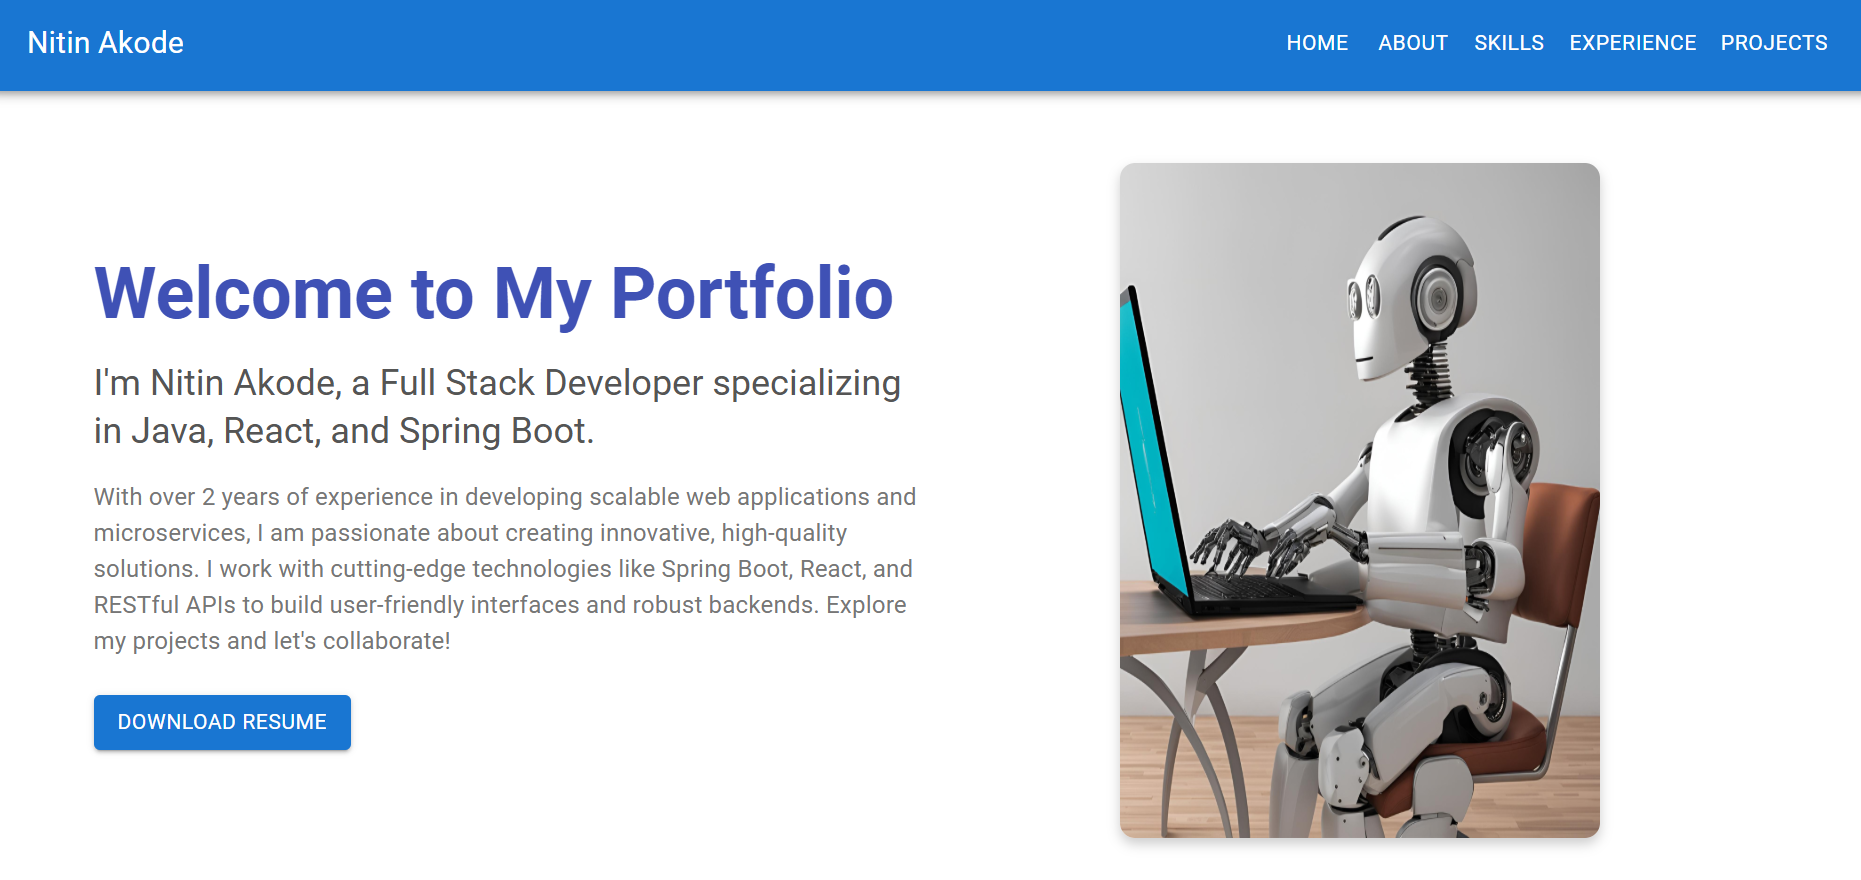 Nitin Akode
HOME ABOUT SKILLS EXPERIENCE PROJECTS
Welcome to My Portfolio
I'm Nitin Akode, a Full Stack Developer specializing
in Java, React, and Spring Boot.
With over 2 years of experience in developing scalable web applications and
microservices, I am passionate about creating innovative, high-quality
solutions. I work with cutting-edge technologies like Spring Boot, React, and
RESTful APIs to build user-friendly interfaces and robust backends. Explore
my projects and let's collaborate!
DOWNLOAD RESUME